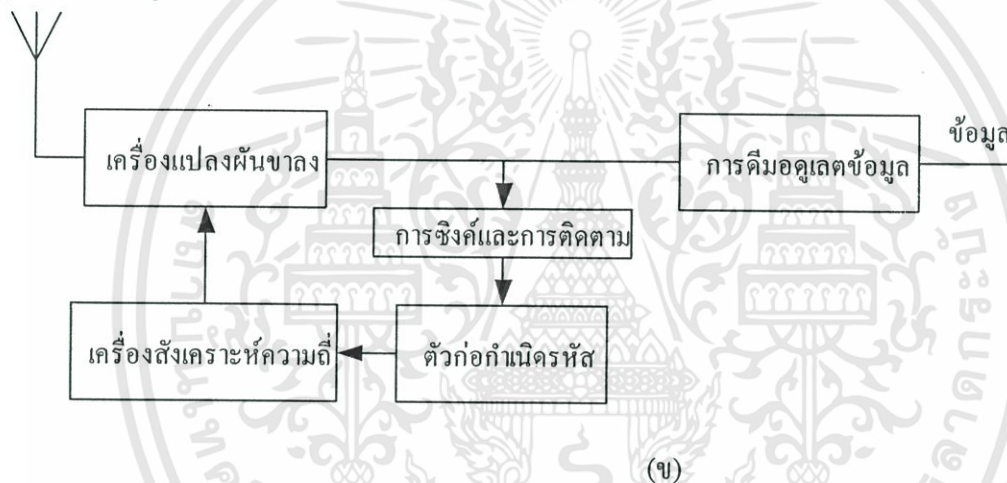 ข้อมูล
เครื่องแปลงผันขาลง
การดีมอดูเลตข้อมูล
การซิงค์และการติดตาม
เครื่องสังเคราะห์ความถี่
ตัวก่อกำเนิดรหัส
(ข)